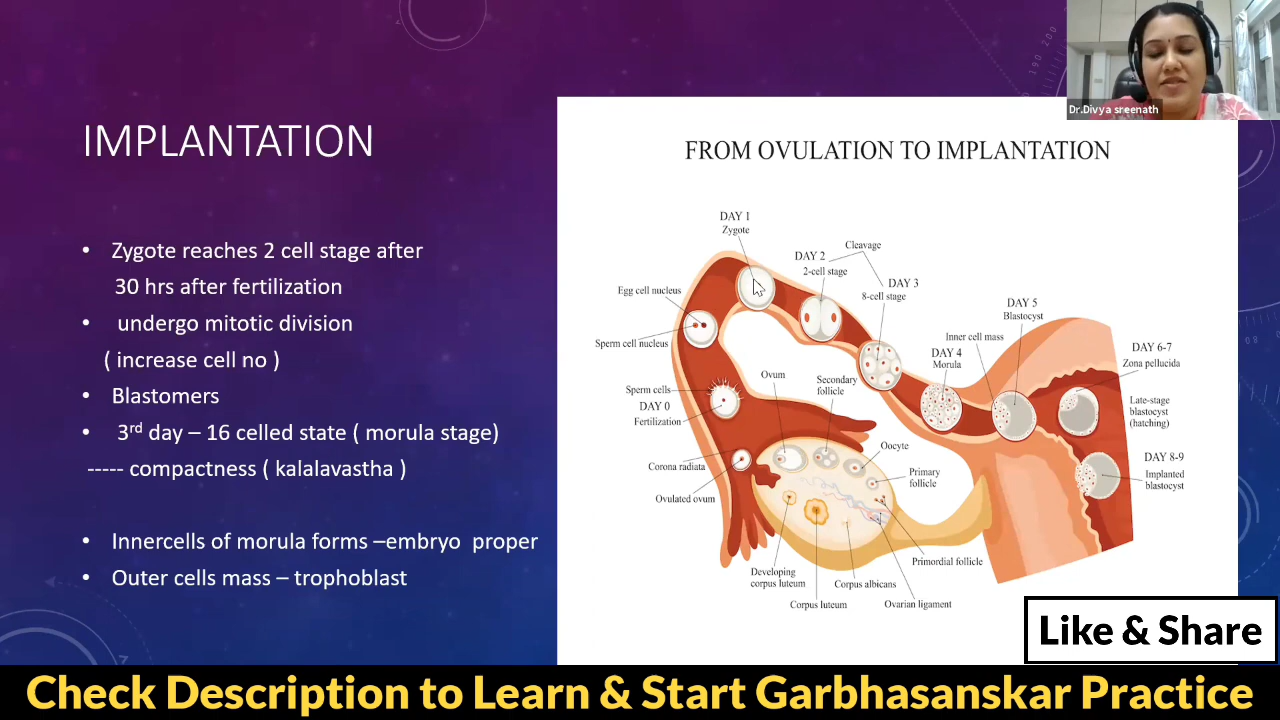 Dr.Divya sreenath
IMPLANTATION
• Zygote reaches 2 cell stage after
30 hrs after fertilization
• undergo mitotic division
( increase cell no )
• Blastomers
• 3rd day – 16 celled state ( morula stage)
----- compactness ( kalalavastha )
• Innercells of morula forms –embryo proper
• Outer cells mass – trophoblast
FROM OVULATION TO IMPLANTATION
DAY 1
Zygote
Cleavage
DAY 2
2-cell stage
DAY 3
8-cell stage
Egg cell nucleus
Sperm cell nucleus
DAY 5
Blastocyst
Inner cell mass
DAY 4
Morula
DAY 6-7
Zona pellucida
Ovum
Secondary
follicle
Sperm cells
DAY 0
Fertilization
Late-stage
blastocyst
(hatching)
Oocyte
Corona radiata
Primary
follicle
DAY 8-9
Implanted
blastocyst
Ovulated ovum
Primordial follicle
Developing
corpus luteum
Corpus albicans
Corpus luteum
Ovarian ligament
Like & Share
Check Description to Learn & Start Garbhasanskar Practice